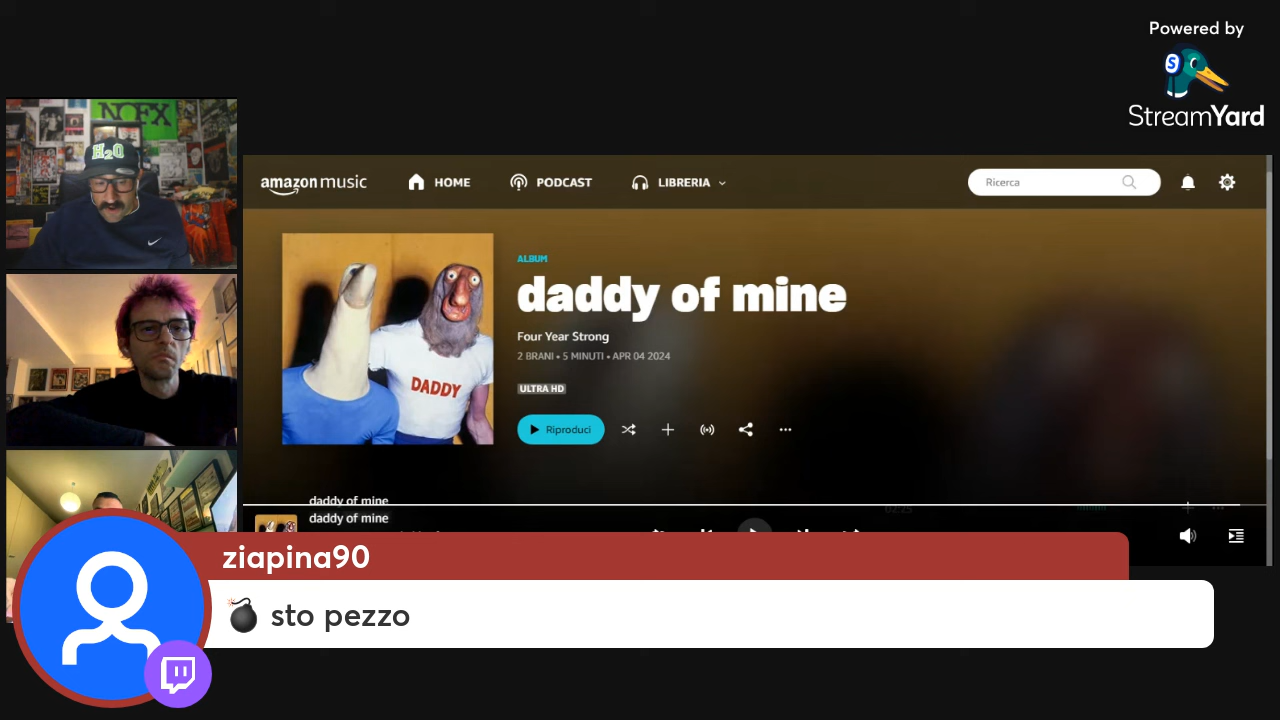 Powered by
StreamYard
NOFX
H2O
amazon music
HOME
PODCAST
LIBRERIA
Ricerca
ALBUM
daddy of mine
Four Year Strong
2 BRANI • 5 MINUTI • APR 04 2024
ULTRA HD
Riproduci
DADDY
daddy of mine
daddy of mine
02:25
ziapina90
💣 sto pezzo